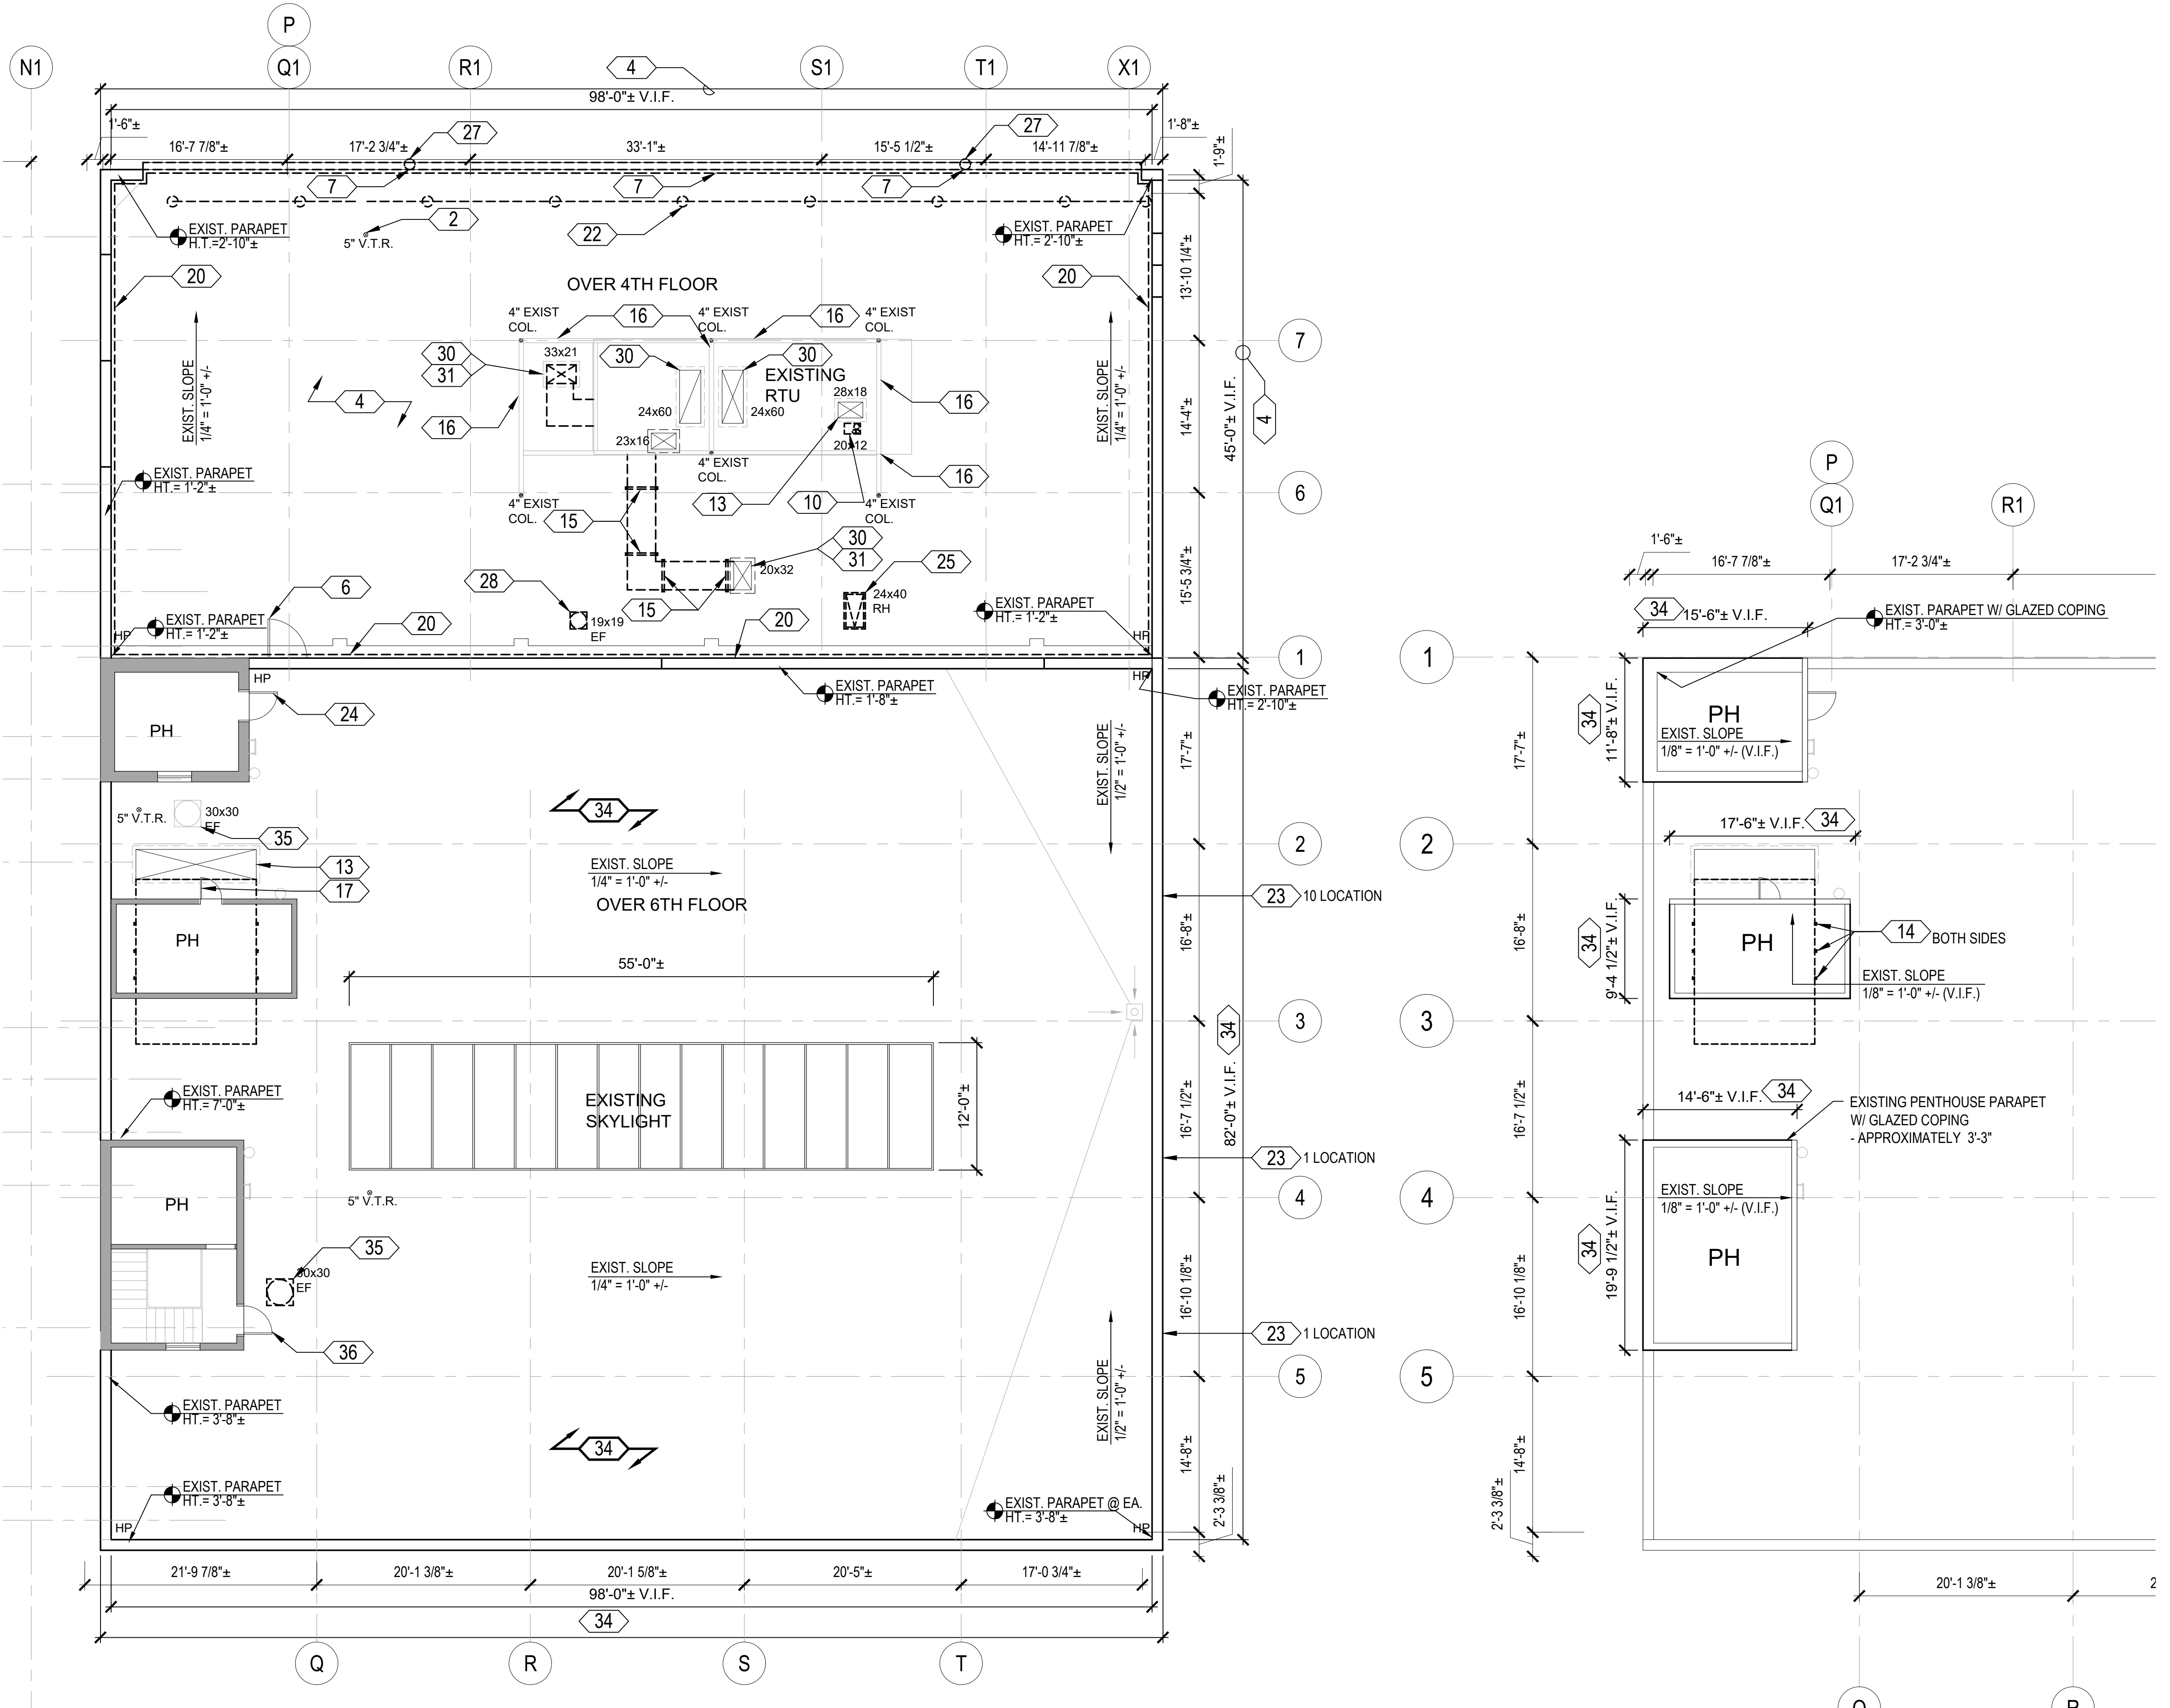 P
N1
Q1
R1
4
S1
T1
X1
98'-0"± V.I.F.
1'-6"±
27
27
1'-8"±
1'-9"±
16'-7 7/8"±
17'-2 3/4"±
33'-1"±
15'-5 1/2"±
14'-11 7/8"±
7
7
7
2
5" V.T.R.
22
EXIST. PARAPET
H.T.=2'-10"±
EXIST. PARAPET
HT.= 2'-10"±
20
20
OVER 4TH FLOOR
13'-10 1/4"±
4" EXIST
COL.
16
4" EXIST
COL.
16
4" EXIST
COL.
7
30
31
33x21
30
30
EXISTING
RTU
EXIST. SLOPE
1/4" = 1'-0" +/-
4
16
24x60
24x60
28x18
16
EXIST. SLOPE
1/4" = 1'-0" +/-
14'-4"±
45'-0"± V.I.F.
4
23x16
20x12
4" EXIST
COL.
16
EXIST. PARAPET
HT.= 1'-2"±
4" EXIST
COL.
13
10
4" EXIST
COL.
6
15
30
31
25
20x32
24x40
RH
28
15
19x19
EF
6
20
20
15'-5 3/4"±
EXIST. PARAPET
HT.= 1'-2"±
HP
EXIST. PARAPET
HT.= 1'-2"±
HP
1
HP
HP
EXIST. PARAPET
HT.= 1'-8"±
EXIST. PARAPET
HT.= 2'-10"±
24
PH
EXIST. SLOPE
1/2" = 1'-0" +/-
17'-7"±
5" V.T.R.
30x30
EF
35
34
2
13
17
EXIST. SLOPE
1/4" = 1'-0" +/-
OVER 6TH FLOOR
23
10 LOCATION
16'-8"±
PH
55'-0"±
3
34
82'-0"± V.I.F.
EXIST. PARAPET
HT.= 7'-0"±
EXISTING
SKYLIGHT
12'-0"±
16'-7 1/2"±
23
1 LOCATION
PH
5" V.T.R.
4
35
30x30
EF
EXIST. SLOPE
1/4" = 1'-0" +/-
16'-10 1/8"±
23
1 LOCATION
36
5
EXIST. PARAPET
HT.= 3'-8"±
EXIST. SLOPE
1/2" = 1'-0" +/-
34
14'-8"±
EXIST. PARAPET
HT.= 3'-8"±
EXIST. PARAPET @ EA.
HT.= 3'-8"±
HP
HP
2'-3 3/8"±
21'-9 7/8"±
20'-1 3/8"±
20'-1 5/8"±
20'-5"±
17'-0 3/4"±
98'-0"± V.I.F.
34
Q
R
S
T
P
Q1
R1
1'-6"±
16'-7 7/8"±
17'-2 3/4"±
34
15'-6"± V.I.F.
EXIST. PARAPET W/ GLAZED COPING
HT.= 3'-0"±
1
34
11'-8"± V.I.F.
PH
EXIST. SLOPE
1/8" = 1'-0" +/- (V.I.F.)
17'-7"±
17'-6"± V.I.F.
34
2
16'-8"±
34
9'-4 1/2"± V.I.F.
PH
14
BOTH SIDES
EXIST. SLOPE
1/8" = 1'-0" +/- (V.I.F.)
3
16'-7 1/2"±
14'-6"± V.I.F.
34
EXISTING PENTHOUSE PARAPET
W/ GLAZED COPING
- APPROXIMATELY 3'-3"
4
EXIST. SLOPE
1/8" = 1'-0" +/- (V.I.F.)
34
19'-9 1/2"± V.I.F.
PH
16'-10 1/8"±
5
14'-8"±
2'-3 3/8"±
20'-1 3/8"±
2
Q
R